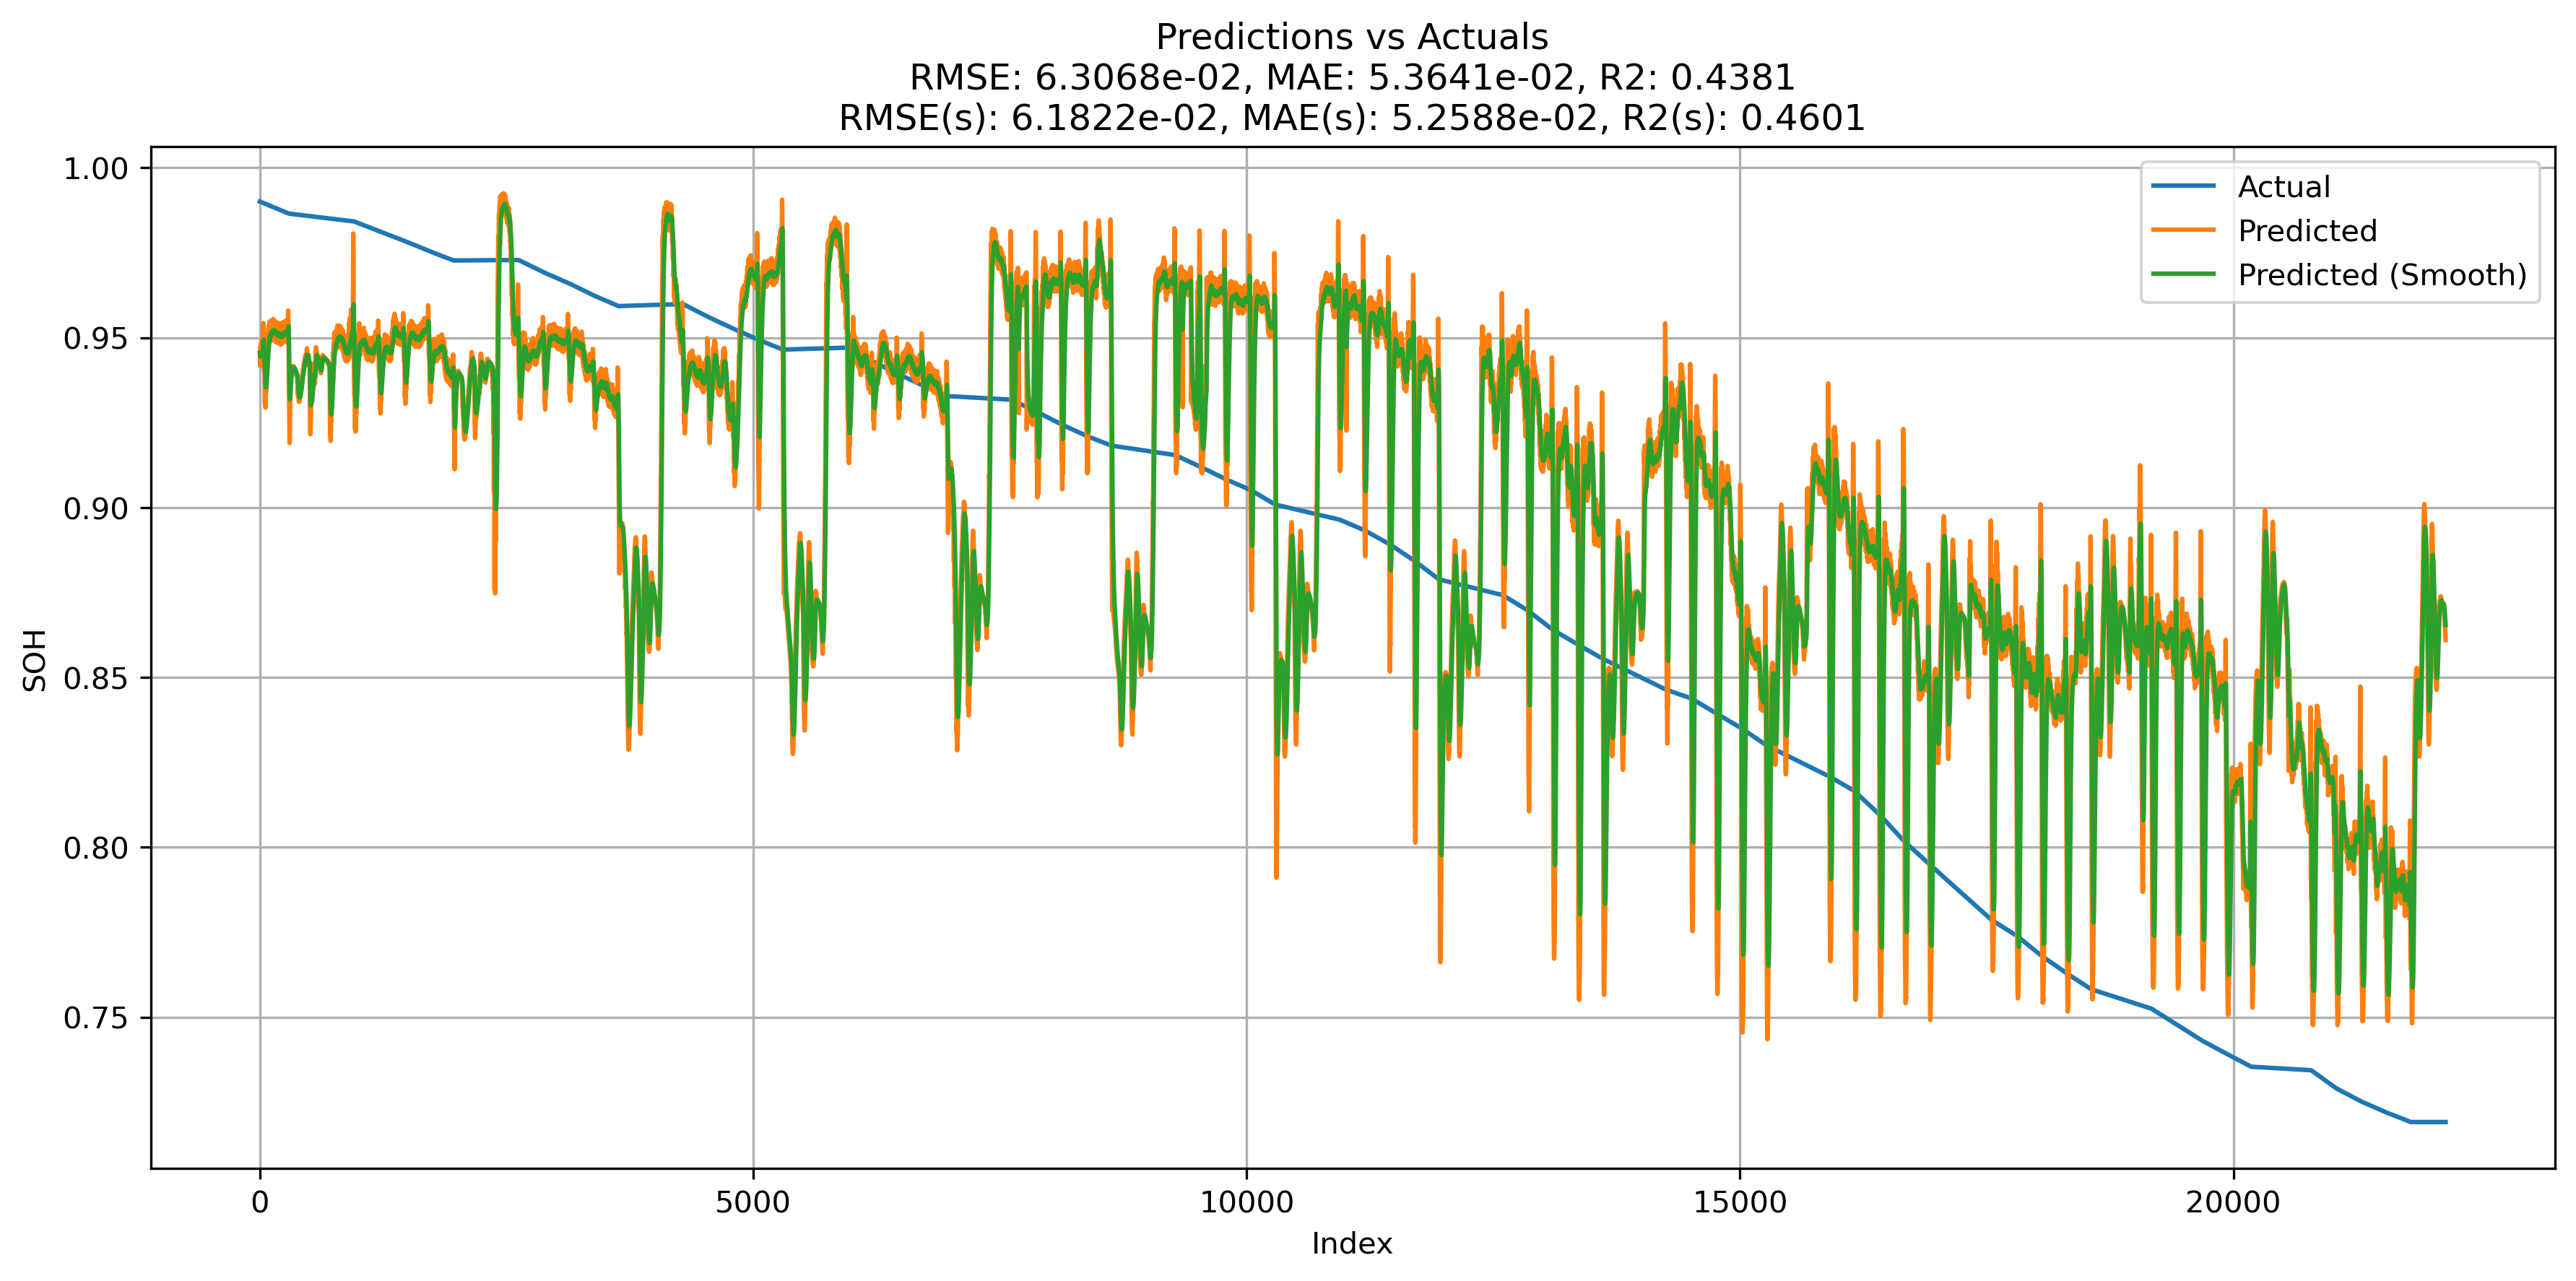 Predictions vs Actuals
RMSE: 6.3068e-02, MAE: 5.3641e-02, R2: 0.4381
RMSE(s): 6.1822e-02, MAE(s): 5.2588e-02, R2(s): 0.4601
Actual
Predicted
Predicted (Smooth)
SOH
1.00
0.95
0.90
0.85
0.80
0.75
0 5000 10000 15000 20000
Index